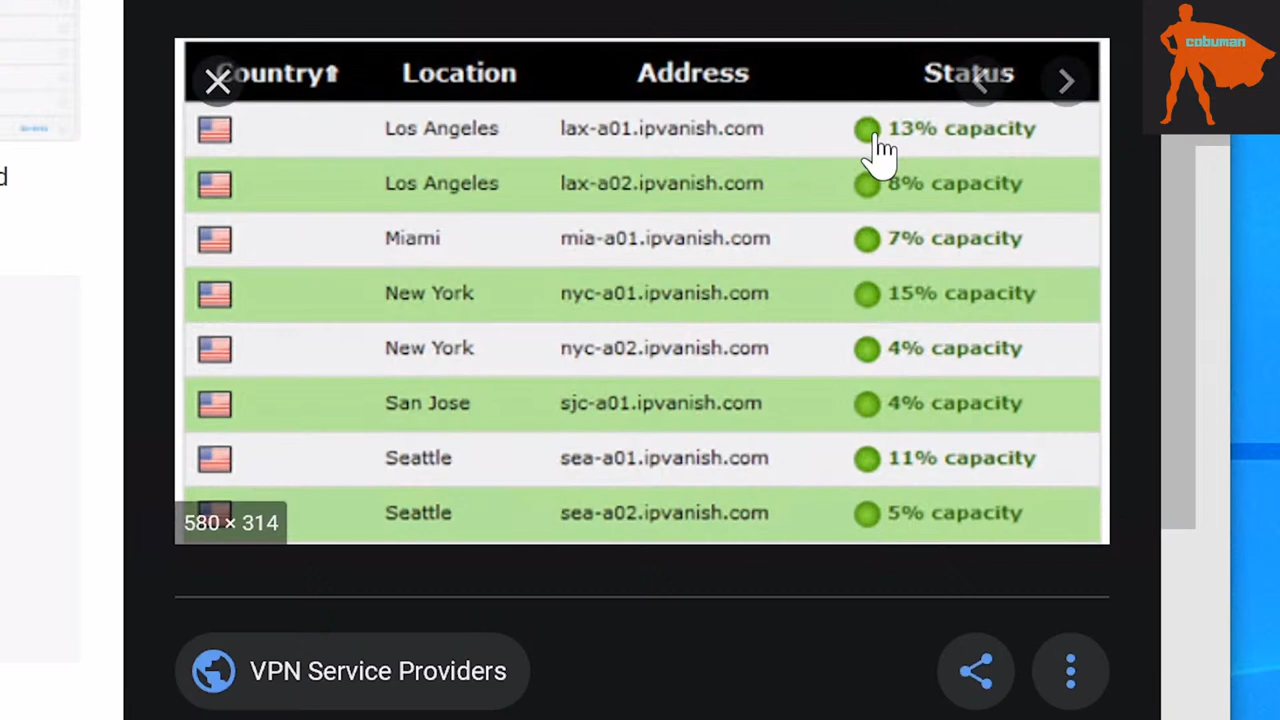 cobuman
Country⬆ Location Address Status
Los Angeles lax-a01.ipvanish.com 13% capacity
Los Angeles lax-a02.ipvanish.com 8% capacity
d
Miami mia-a01.ipvanish.com 7% capacity
New York nyc-a01.ipvanish.com 15% capacity
New York nyc-a02.ipvanish.com 4% capacity
San Jose sjc-a01.ipvanish.com 4% capacity
Seattle sea-a01.ipvanish.com 11% capacity
Seattle sea-a02.ipvanish.com 5% capacity
580 × 314
VPN Service Providers